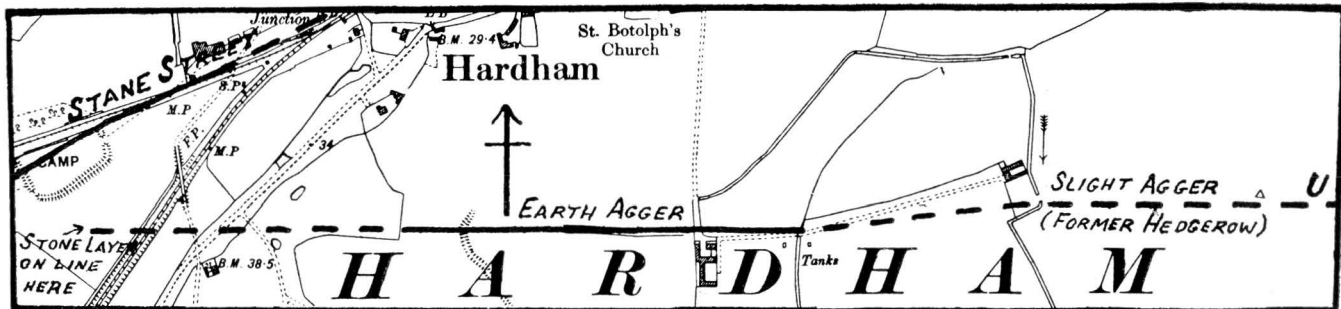 Junction
L B
B.M. 29·4
St. Botolph's
Church
Hardham
STANE STREET
S.Ps
M.P
F.P.
M.P
34
CAMP
SLIGHT AGGER
U
(FORMER HEDGEROW)
EARTH AGGER
STONE LAYER
ON LINE
HERE
B.M. 38·5
Tanks
H A R D H A M